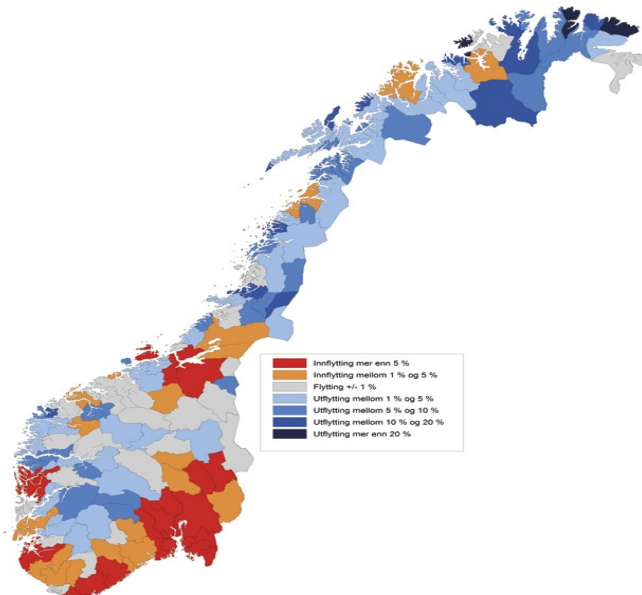 Innflytting mer enn 5 %
Innflytting mellom 1 % og 5 %
Flytting +/- 1 %
Utflytting mellom 1 % og 5 %
Utflytting mellom 5 % og 10 %
Utflytting mellom 10 % og 20 %
Utflytting mer enn 20 %